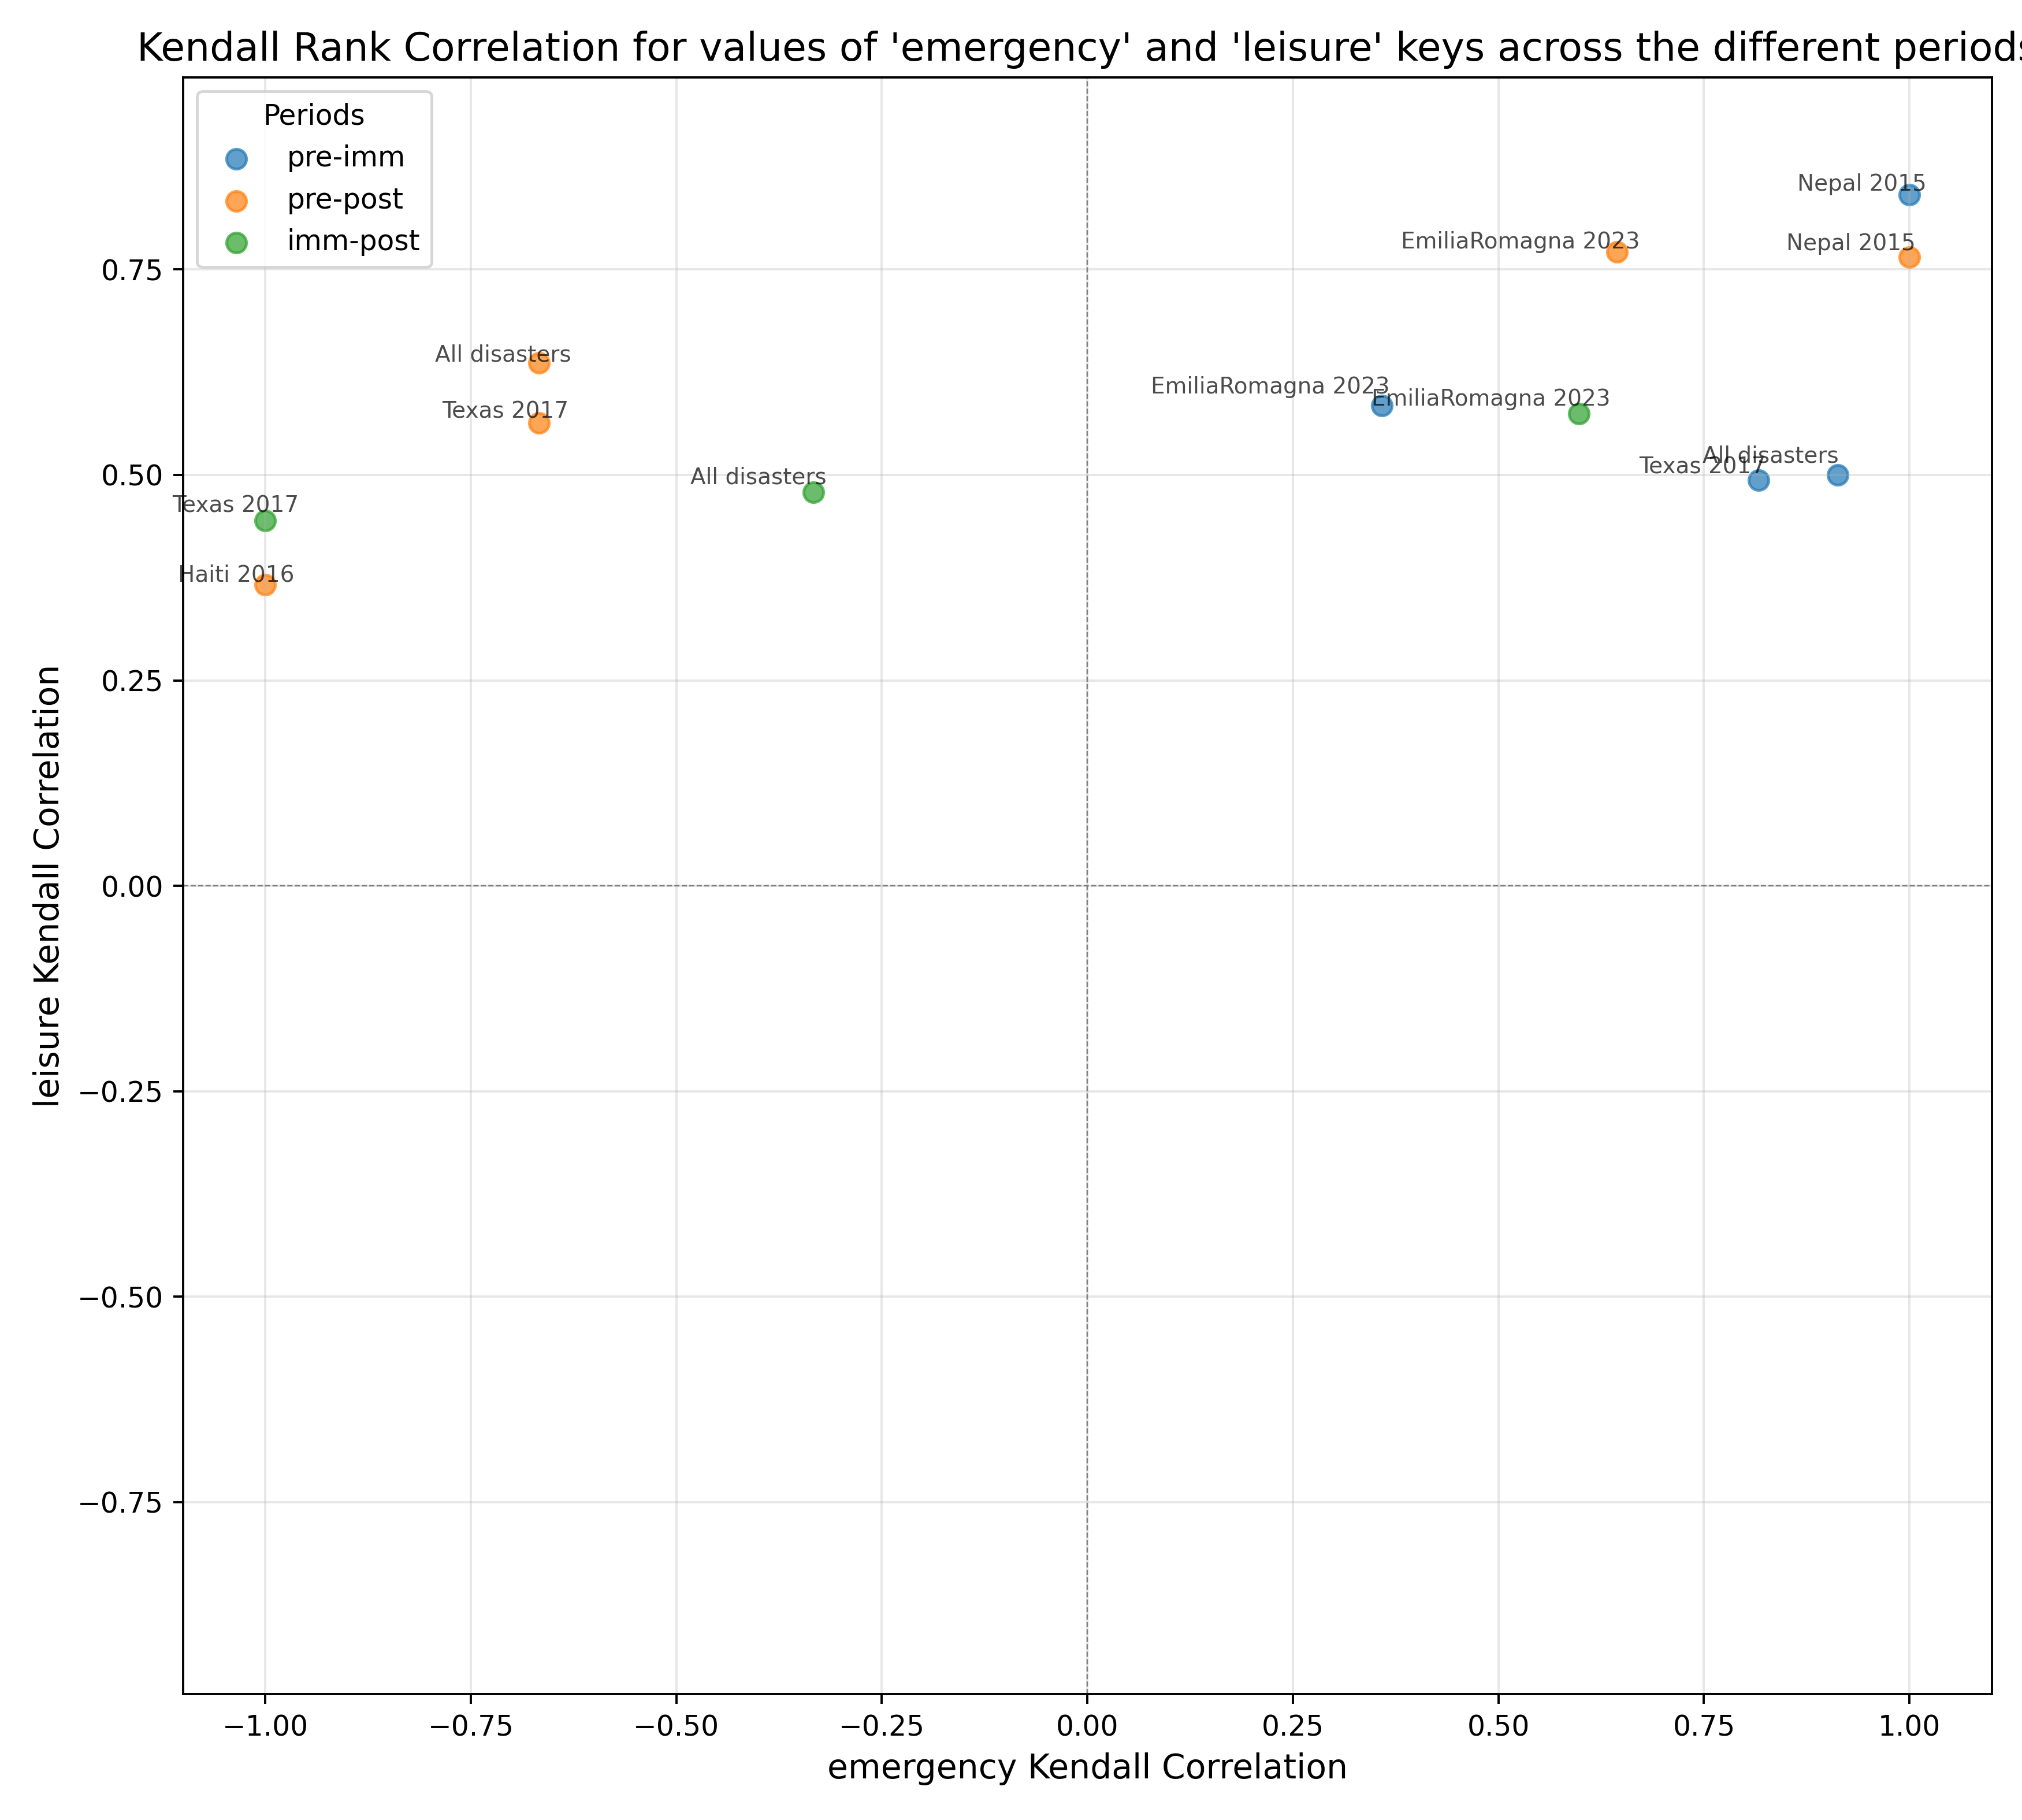 Kendall Rank Correlation for values of 'emergency' and 'leisure' keys across the different periods
Periods
pre-imm
pre-post
imm-post
Nepal 2015
EmiliaRomagna 2023
Nepal 2015
All disasters
Texas 2017
EmiliaRomagna 2023
EmiliaRomagna 2023
All disasters
Texas 2017
All disasters
Texas 2017
Haiti 2016
leisure Kendall Correlation
0.75
0.50
0.25
0.00
−0.25
−0.50
−0.75
−1.00
−0.75
−0.50
−0.25
0.00
0.25
0.50
0.75
1.00
emergency Kendall Correlation